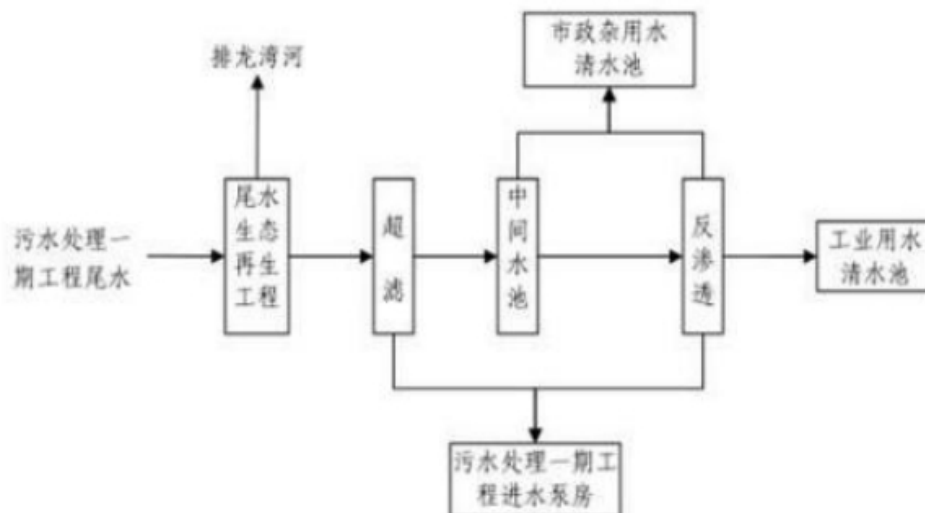 市政杂用水
清水池
排龙湾河
尾水
生态
再生
工程
超
滤
中
间
水
池
反
渗
透
污水处理一
期工程尾水
工业用水
清水池
污水处理一期工
程进水泵房